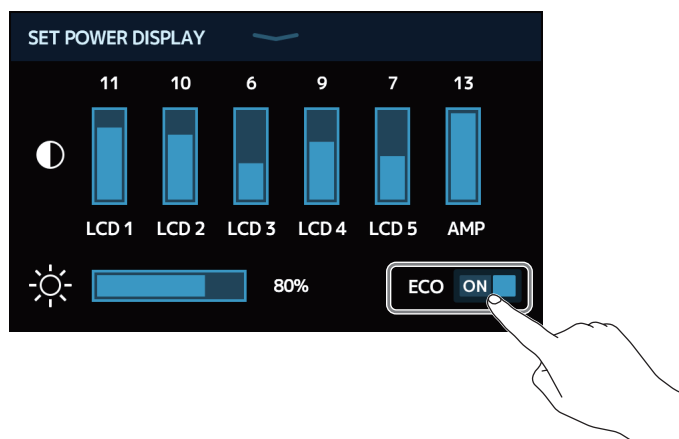 SET POWER DISPLAY
11 10 6 9 7 13
LCD 1 LCD 2 LCD 3 LCD 4 LCD 5 AMP
80% ECO ON